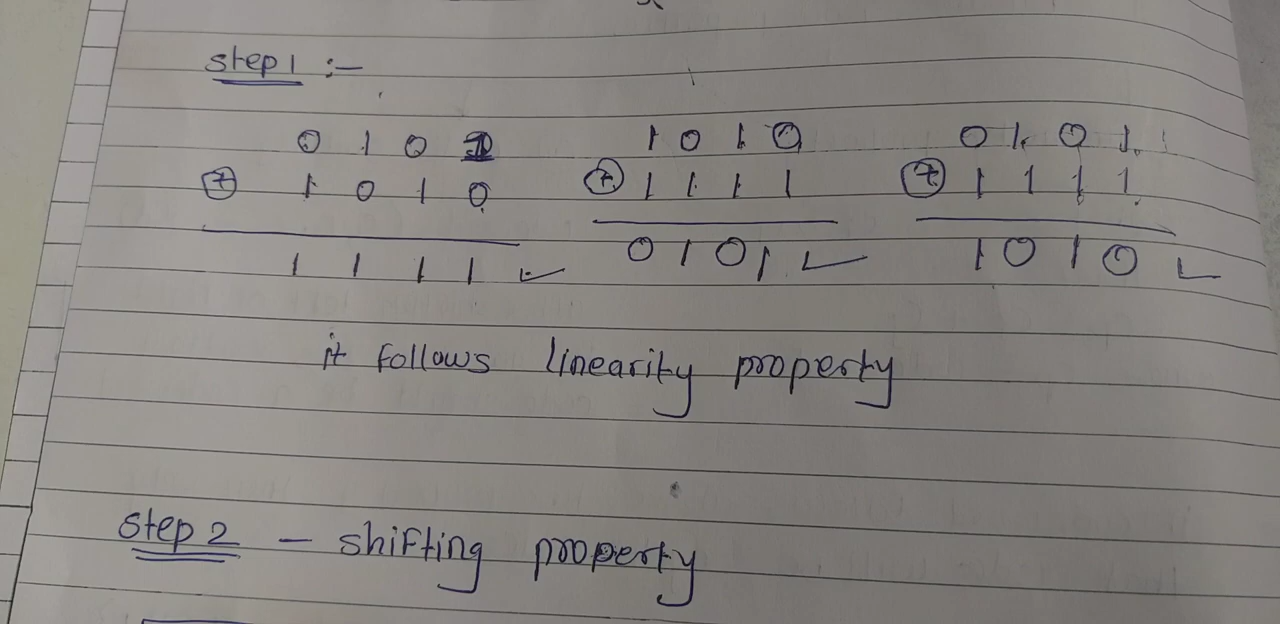 step 1 :-
0 1 0 1    1 0 1 0    0 1 0 1
⊕ 1 0 1 0    ⊕ 1 1 1 1    ⊕ 1 1 1 1
1 1 1 1 ✓    0 1 0 1 ✓    1 0 1 0 ✓
it follows linearity property
step 2 - shifting property